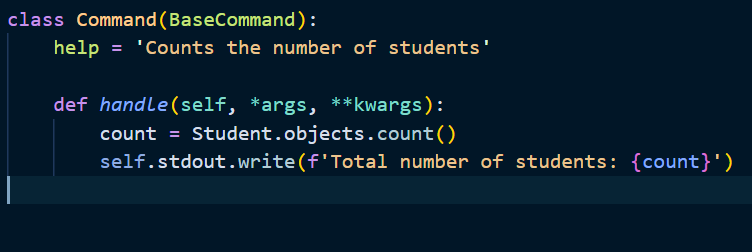 class Command(BaseCommand):
    help = 'Counts the number of students'

    def handle(self, *args, **kwargs):
        count = Student.objects.count()
        self.stdout.write(f'Total number of students: {count}')